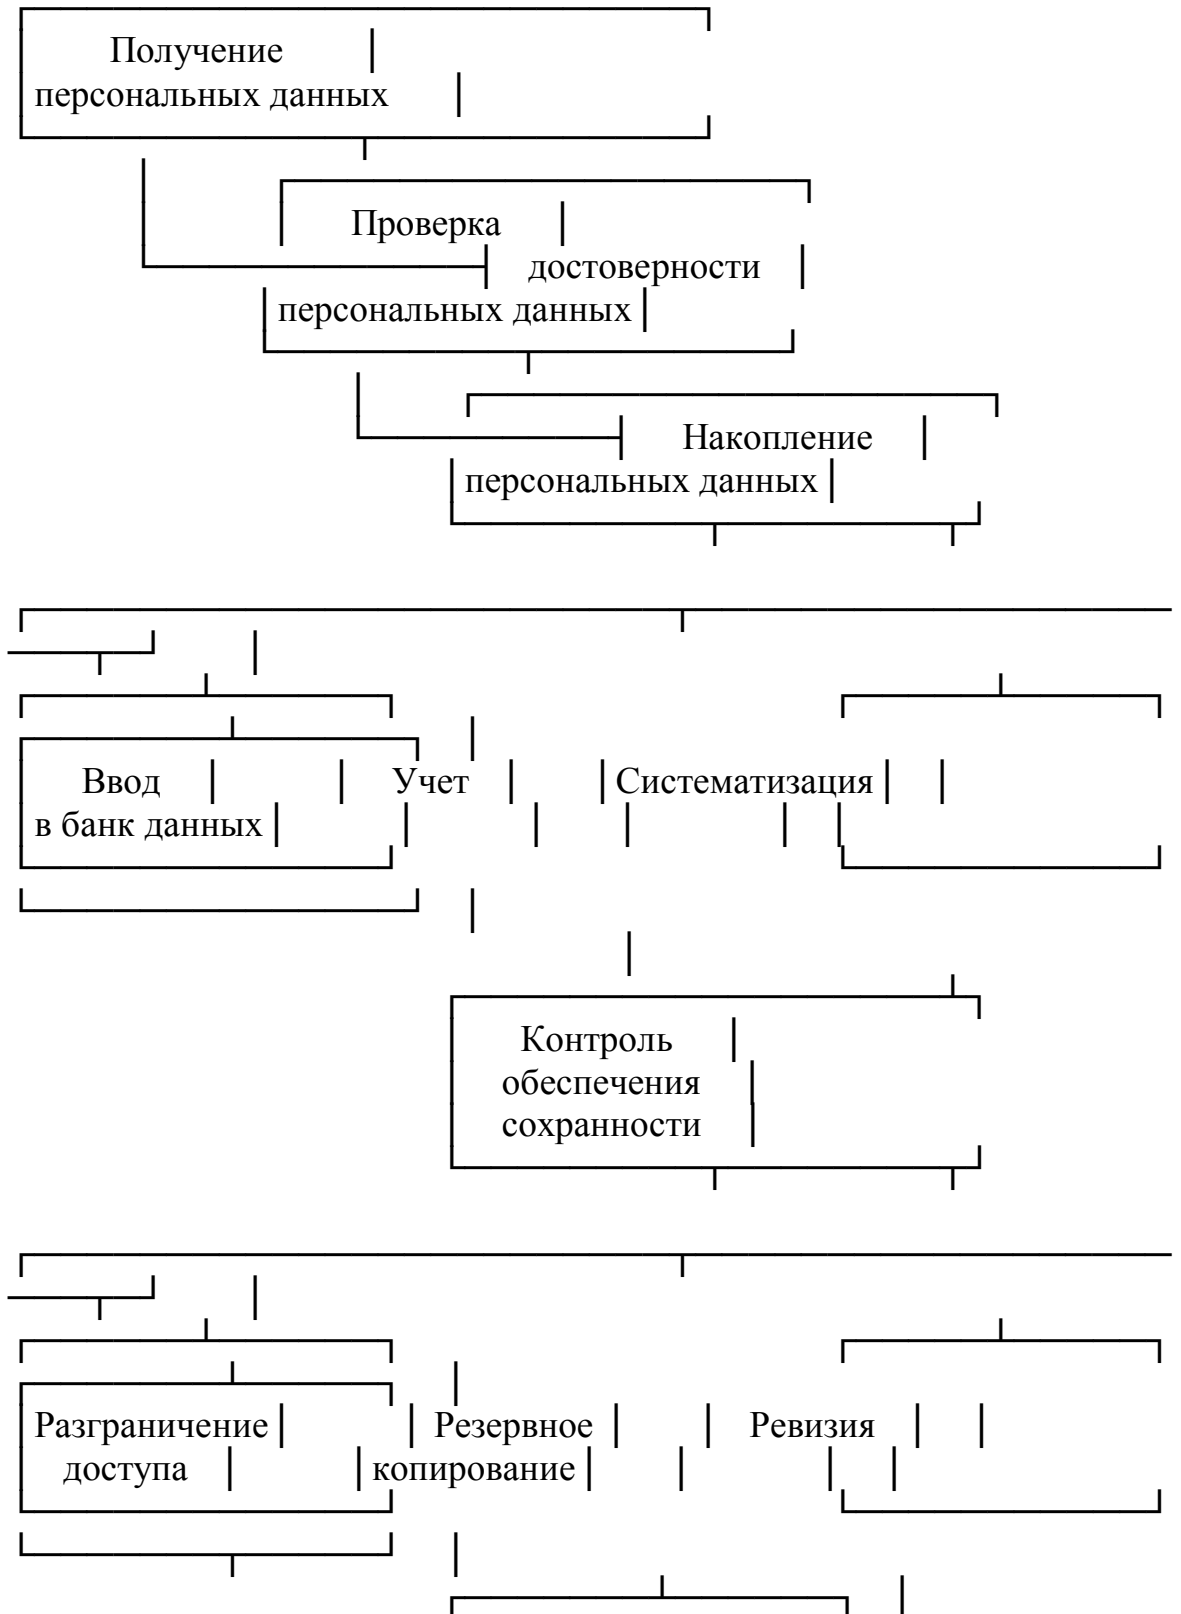 Получение
персональных данных
Проверка
достоверности
персональных данных
Накопление
персональных данных
Ввод Учет Систематизация
в банк данных
Контроль
обеспечения
сохранности
Разграничение Резервное Ревизия
доступа копирование